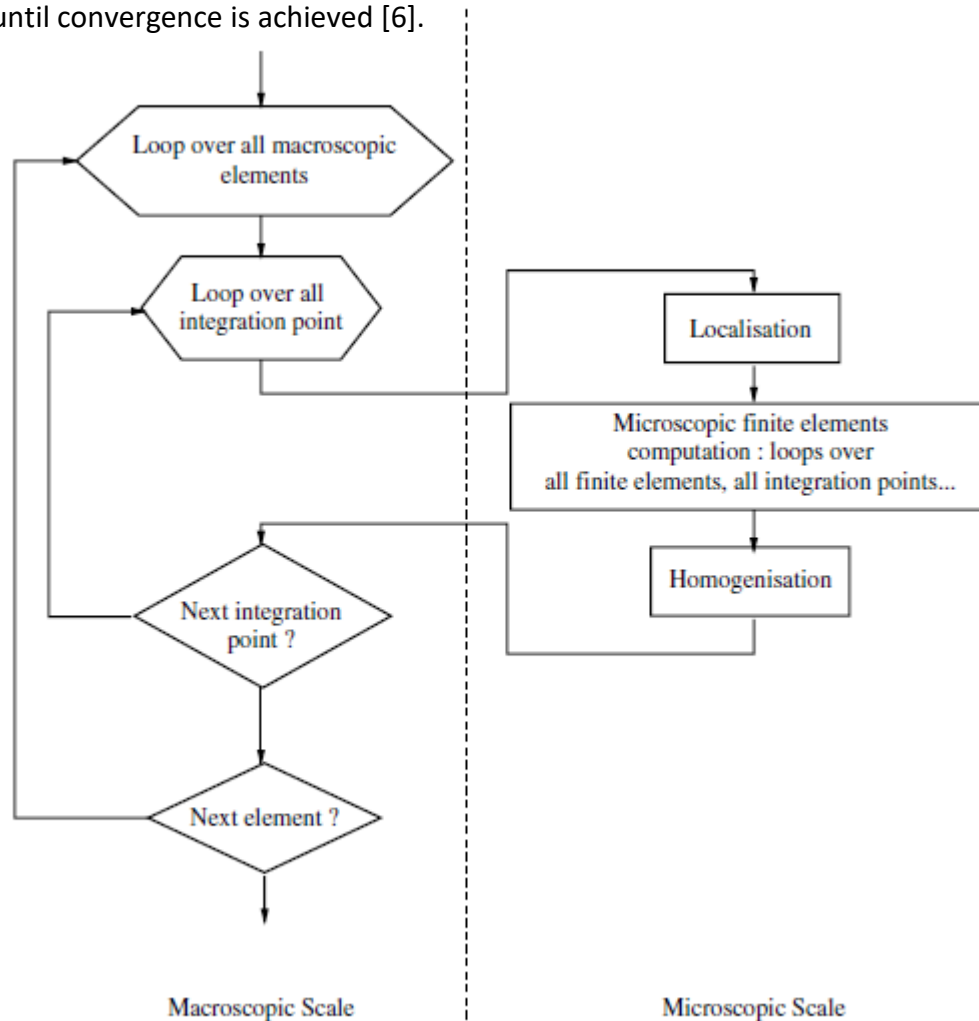 until convergence is achieved [6].
Loop over all macroscopic
elements
Loop over all
integration point
Localisation
Microscopic finite elements
computation : loops over
all finite elements, all integration points...
Homogenisation
Next integration
point ?
Next element ?
Macroscopic Scale
Microscopic Scale